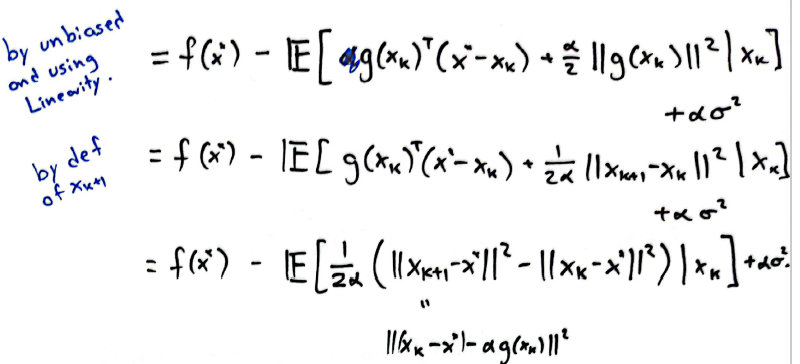 by unbiased and using Linearity. = f(x*) - 𝔼[ g(xₖ)ᵀ(x*-xₖ) + α/2 ||g(xₖ)||² | xₖ]
+ασ²
by def of xₖ₊₁ = f(x*) - 𝔼[ g(xₖ)ᵀ(x*-xₖ) + 1/2α ||xₖ₊₁-xₖ||² | xₖ]
+ασ²
= f(x*) - 𝔼[ 1/2α ( ||xₖ₊₁-x*||² - ||xₖ-x*||² ) | xₖ ] +ασ².
"
||(xₖ-x*)-αg(xₖ)||²